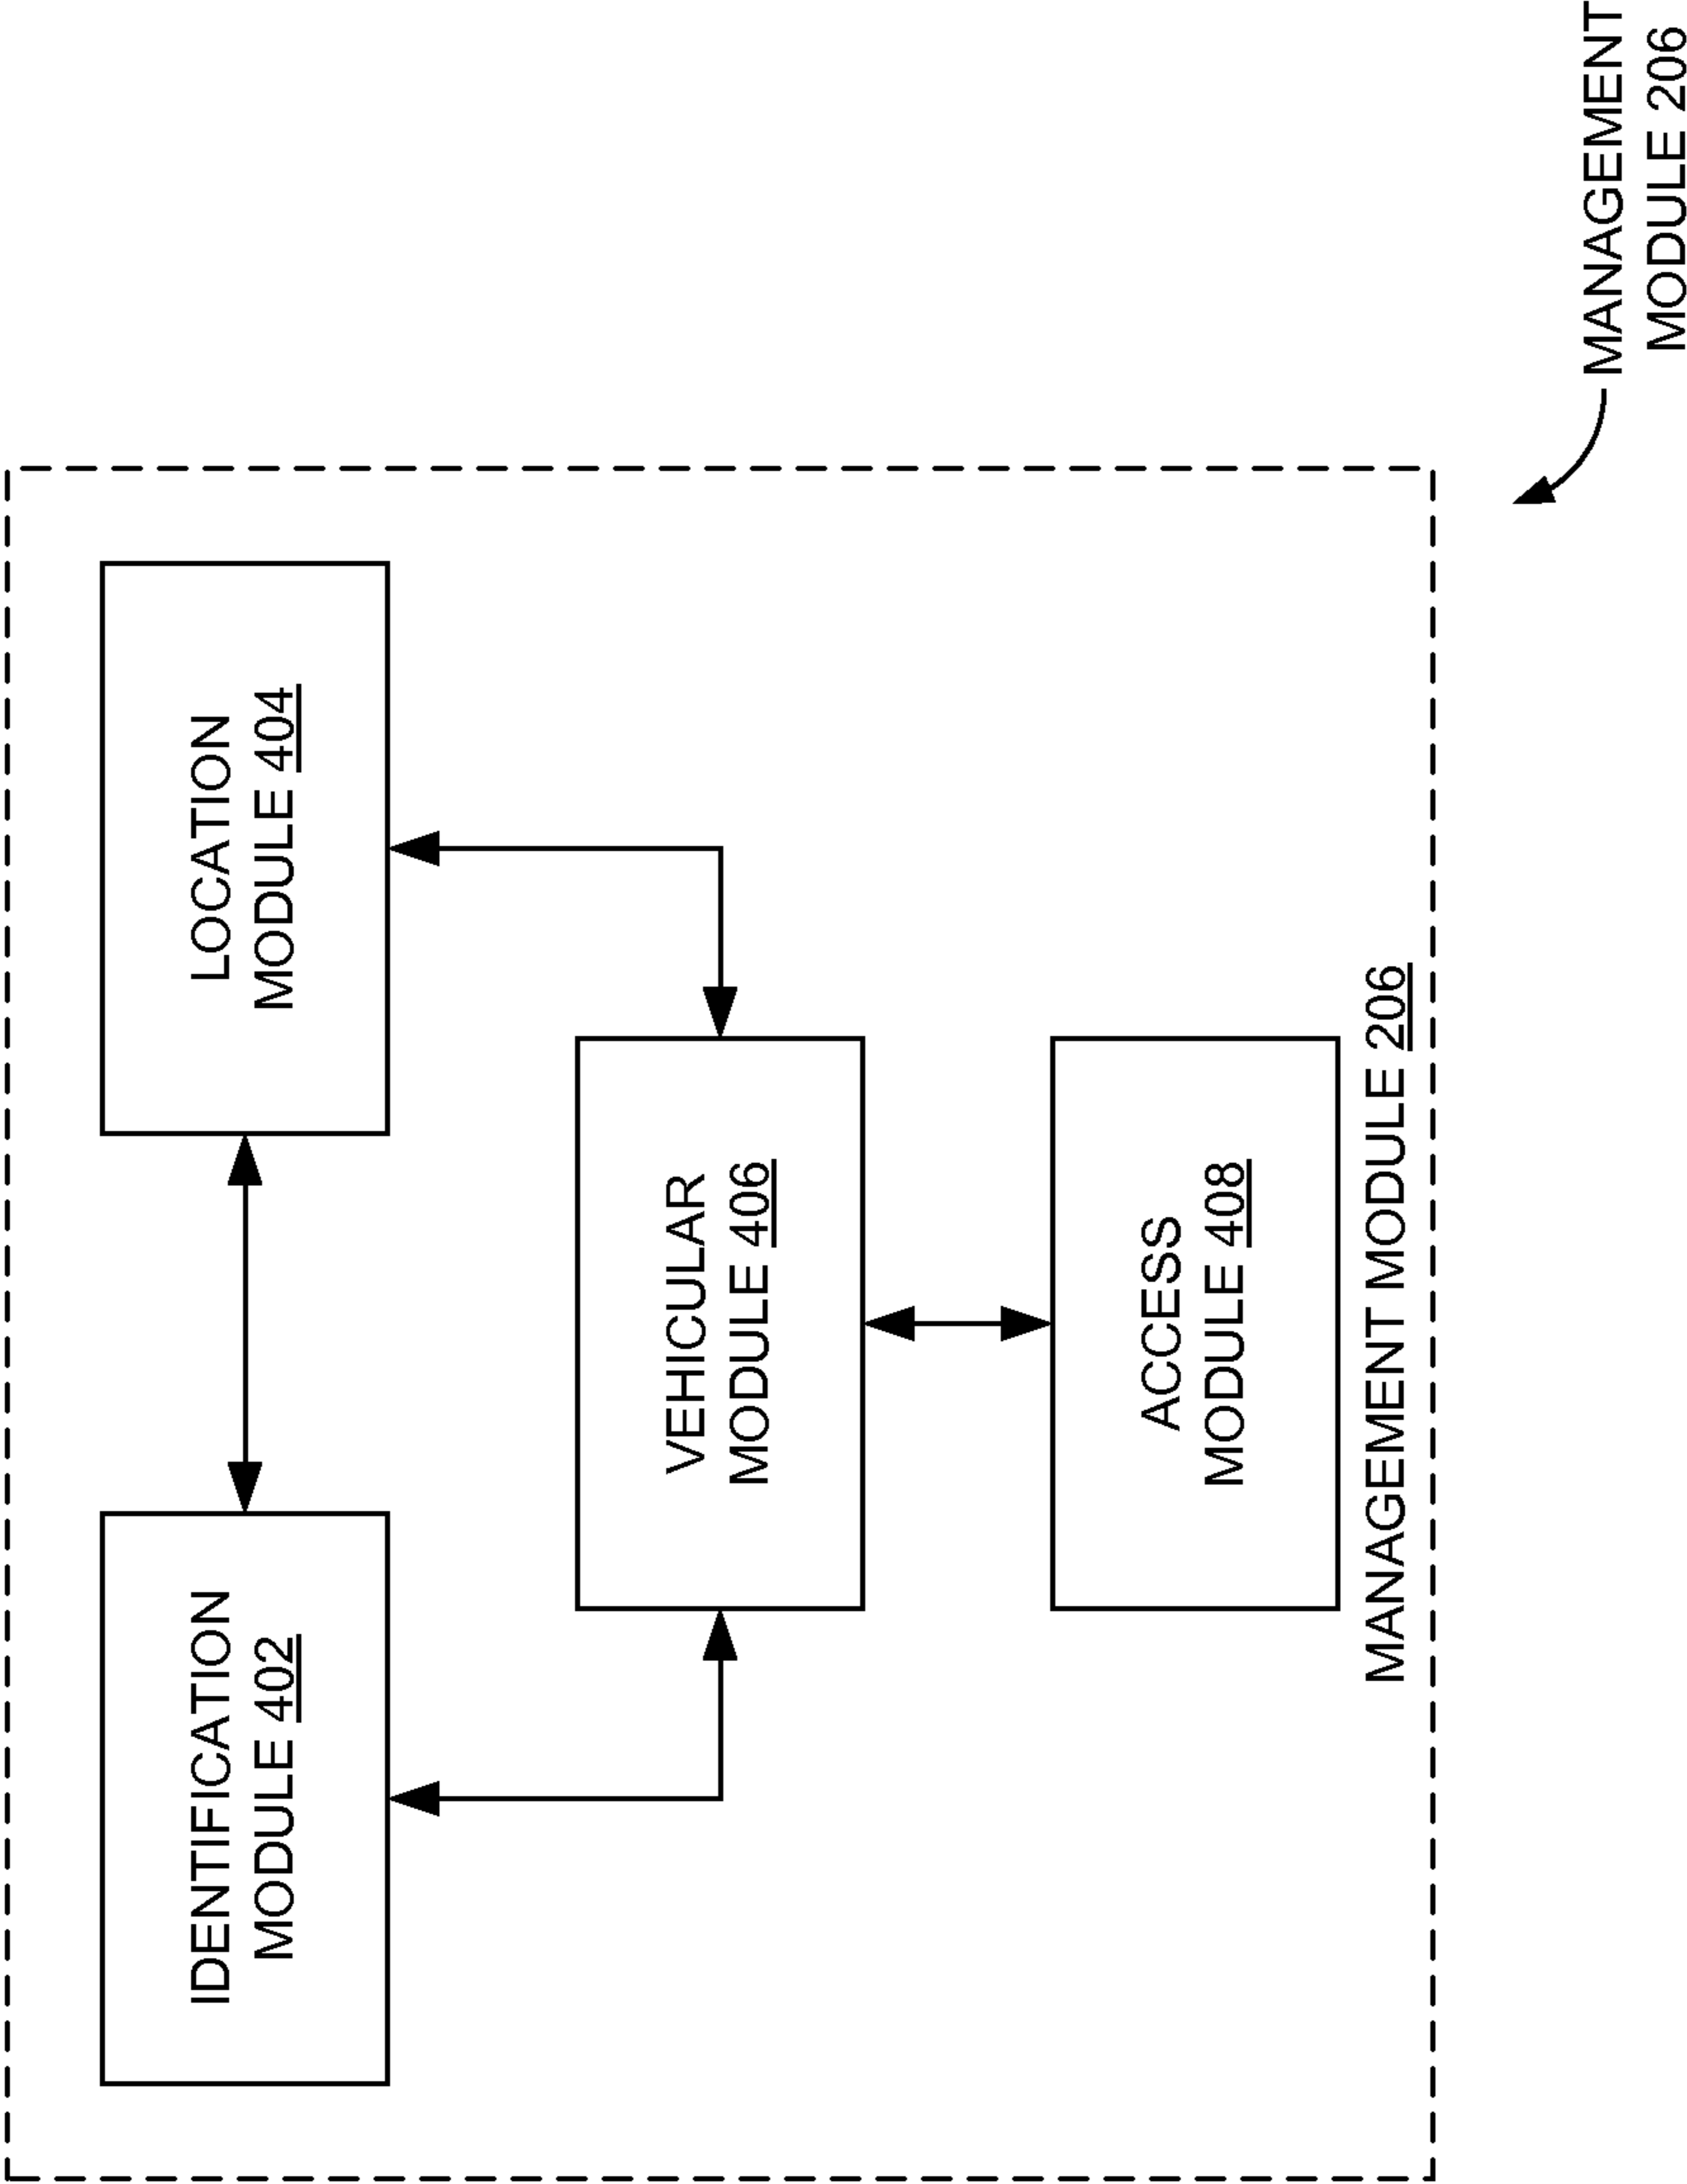 IDENTIFICATION
MODULE 402
LOCATION
MODULE 404
VEHICULAR
MODULE 406
ACCESS
MODULE 408
MANAGEMENT MODULE 206
MANAGEMENT
MODULE 206